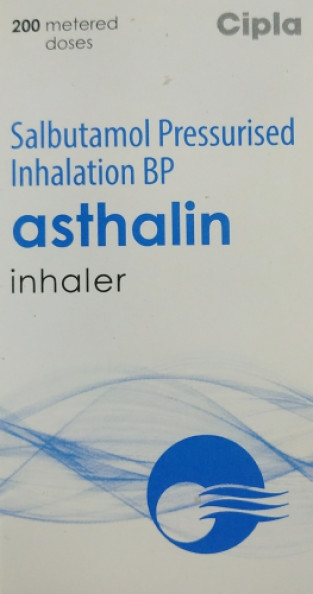 200 metered
doses
Cipla
Salbutamol Pressurised
Inhalation BP
asthalin
inhaler